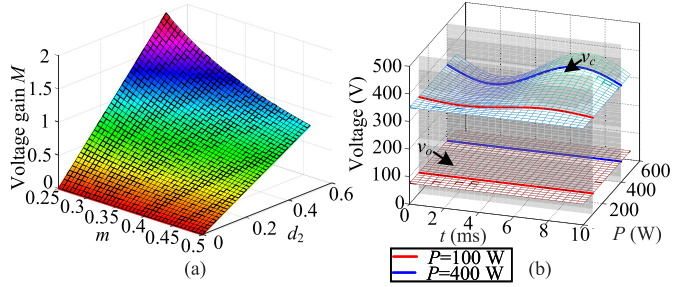 (a)
Voltage gain M
2
1.5
1
0.5
0
0.25
0.3
0.35
0.4
0.45
0.5
m
0
0.2
0.4
0.6
d2
(b)
Voltage (V)
500
400
300
200
100
0
vc
vo
0
2
4
6
8
10
t (ms)
200
400
600
P (W)
P=100 W
P=400 W
(a)
(b)